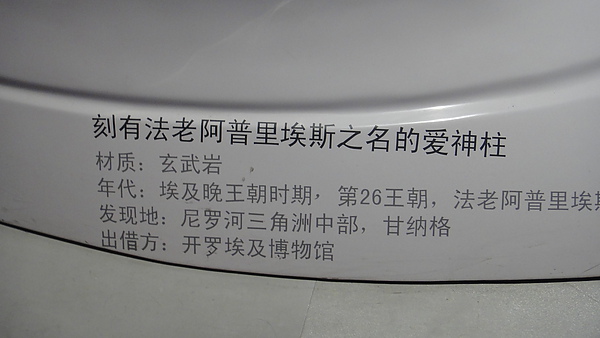 刻有法老阿普里埃斯之名的爱神柱
材质：玄武岩
年代：埃及晚王朝时期，第26王朝，法老阿普里埃
发现地：尼罗河三角洲中部，甘纳格
出借方：开罗埃及博物馆